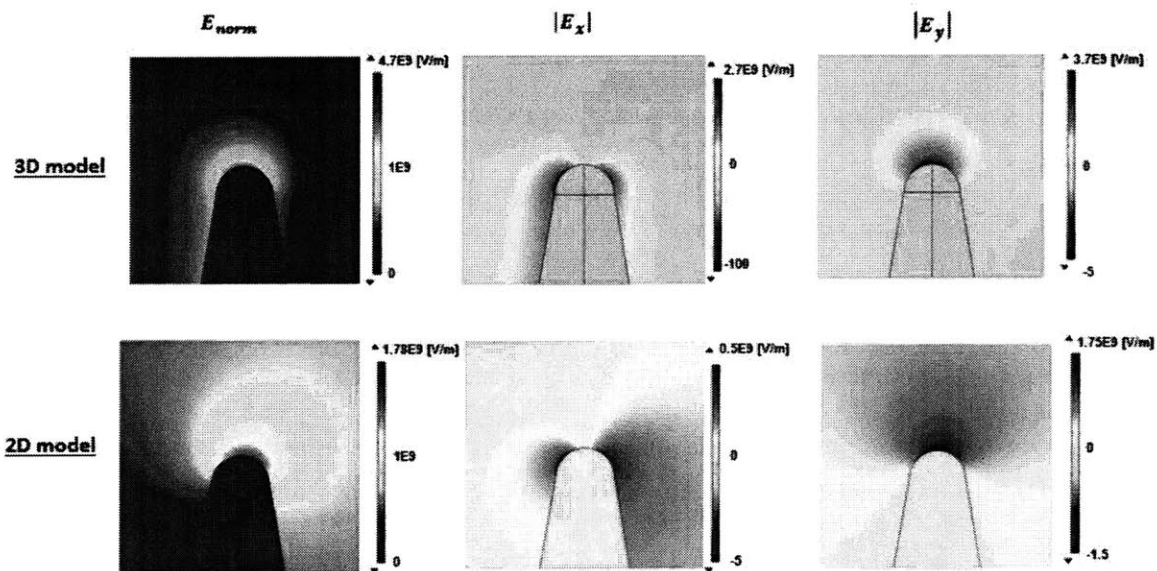 E_norm |E_x| |E_y|
▲ 4.7E9 [V/m] ▲ 2.7E9 [V/m] ▲ 3.7E9 [V/m]
3D model 1E9 0 0
0 -100 -5
▼ ▼ ▼
▲ 1.78E9 [V/m] ▲ 0.5E9 [V/m] ▲ 1.75E9 [V/m]
2D model 1E9 0 0
0 -5 -1.5
▼ ▼ ▼